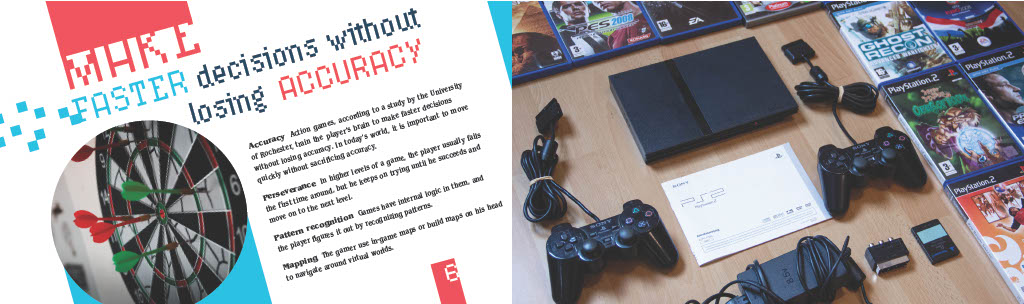 MAKE
FASTER decisions without
losing ACCURACY
Accuracy Action games, according to a study by the University
of Rochester, train the player's brain to make faster decisions
without losing accuracy. In today's world, it is important to move
quickly without sacrificing accuracy.
Perseverance In higher levels of a game, the player usually fails
the first time around, but he keeps on trying until he succeeds and
move on to the next level.
Pattern recognition Games have internal logic in them, and
the player figures it out by recognizing patterns.
Mapping The gamer use in-game maps or build maps on his head
to navigate around virtual worlds.
6
PES 2008
KONAMI
EA
PlayStation 2
GHOST
RECON
PlayStation 2
PlayStation 2
PlayStation 2
SONY